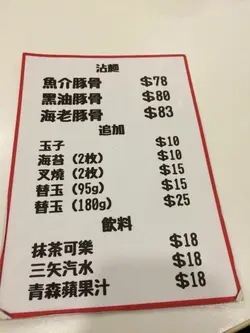 沾麵
魚介豚骨 $78
黑油豚骨 $80
海老豚骨 $83
追加
玉子 $10
海苔 (2枚) $10
叉燒 (2枚) $15
替玉 (95g) $15
替玉 (180g) $25
飲料
抹茶可樂 $18
三矢汽水 $18
青森蘋果汁 $18